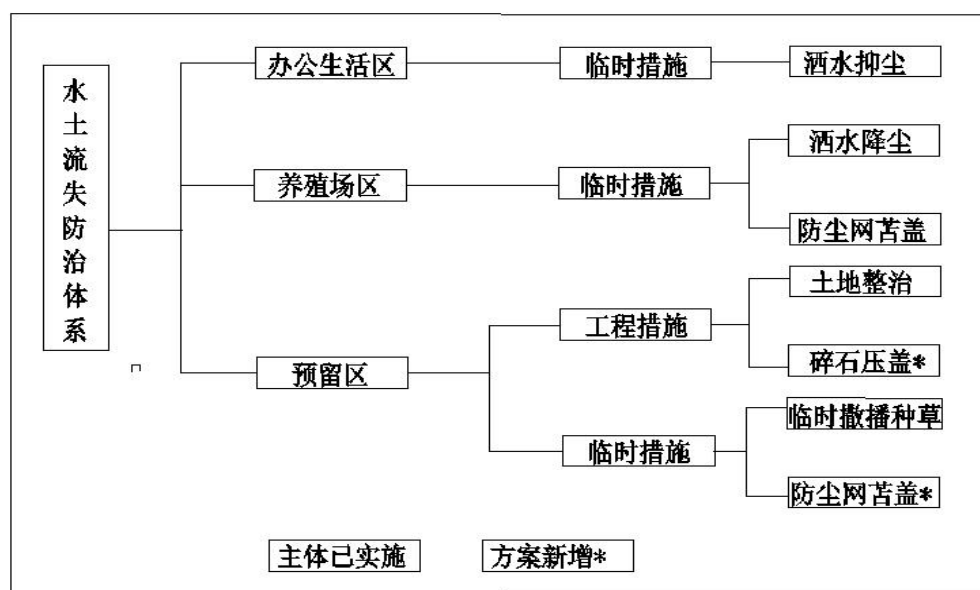 水土流失防治体系
办公生活区
临时措施
洒水抑尘
养殖场区
临时措施
洒水降尘
防尘网苫盖
预留区
工程措施
土地整治
碎石压盖*
临时措施
临时撒播种草
防尘网苫盖*
主体已实施
方案新增*